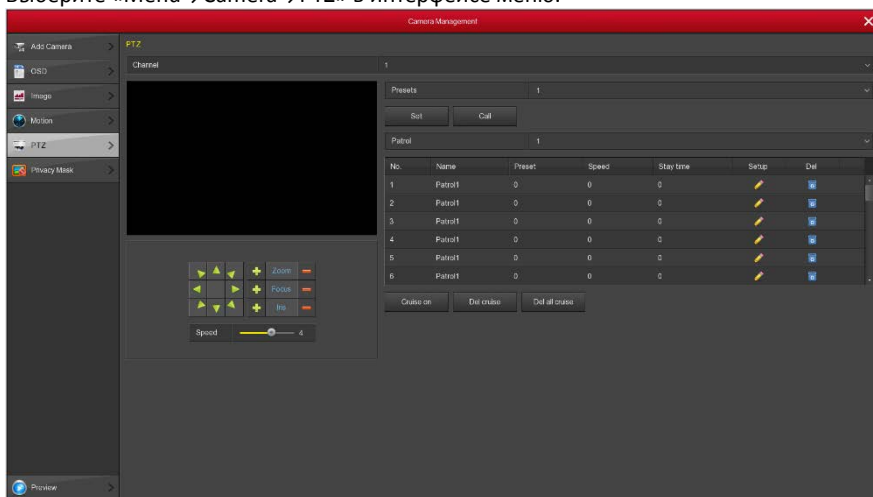 Выберите «Menu→Camera→PTZ» в интерфейсе меню.
Camera Management
Add Camera
OSD
Image
Motion
PTZ
Privacy Mask
Preview
PTZ
Channel 1
Presets 1
Set Call
Patrol 1
No. Name Preset Speed Stay time Setup Del
1 Patrol1 0 0 0
2 Patrol1 0 0 0
3 Patrol1 0 0 0
4 Patrol1 0 0 0
5 Patrol1 0 0 0
6 Patrol1 0 0 0
Cruise on Del cruise Del all cruise
Zoom
Focus
Iris
Speed 4